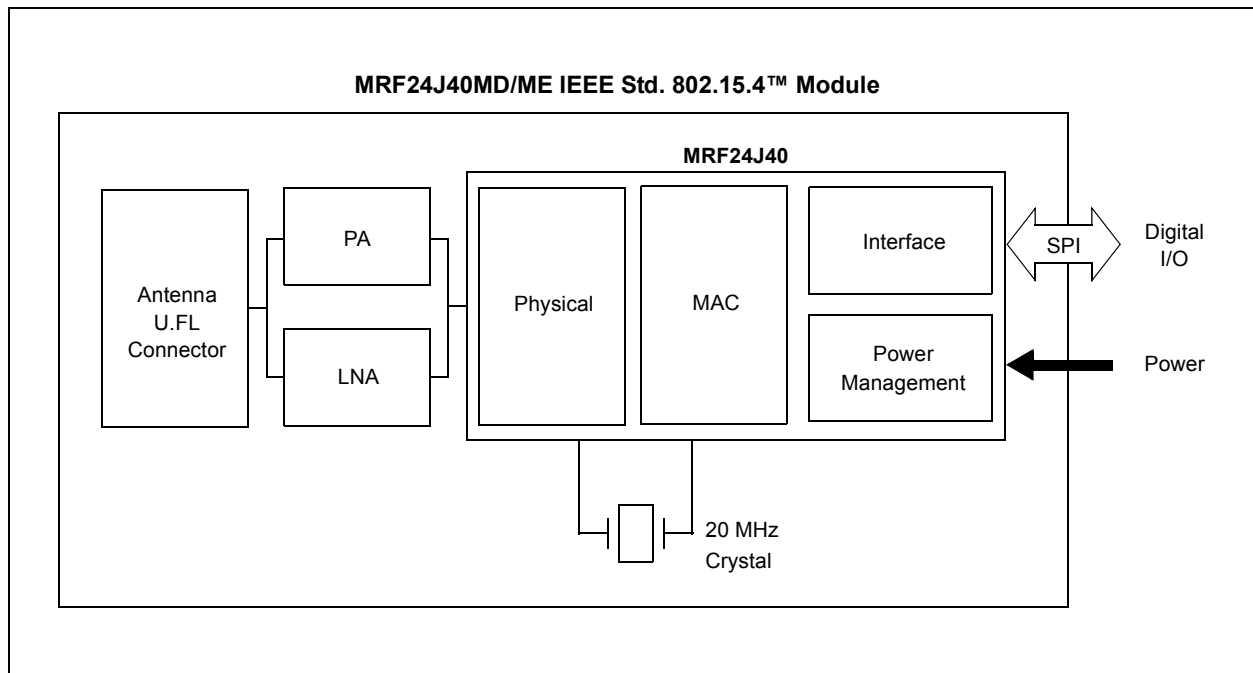 MRF24J40MD/ME IEEE Std. 802.15.4™ Module
MRF24J40
Antenna
U.FL
Connector
PA
LNA
Physical
MAC
Interface
Power
Management
SPI
Digital
I/O
Power
20 MHz
Crystal